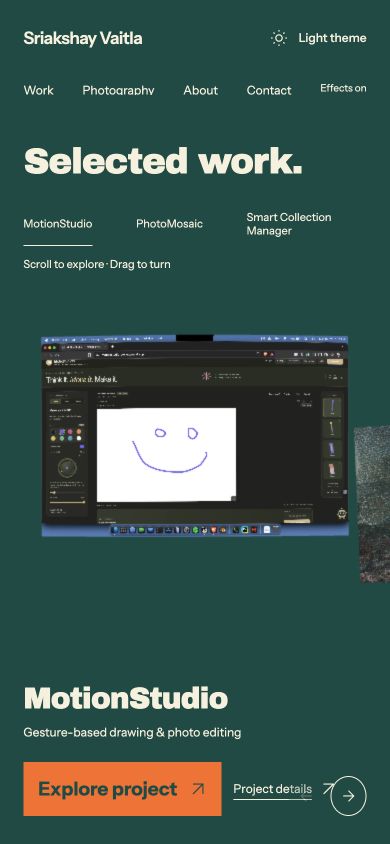 Sriakshay Vaitla
Light theme
Work Photography About Contact Effects on
Selected work.
MotionStudio PhotoMosaic Smart Collection
Manager
Scroll to explore · Drag to turn
Think it. Move it. Make it.
MotionStudio
Gesture-based drawing & photo editing
Explore project
Project details